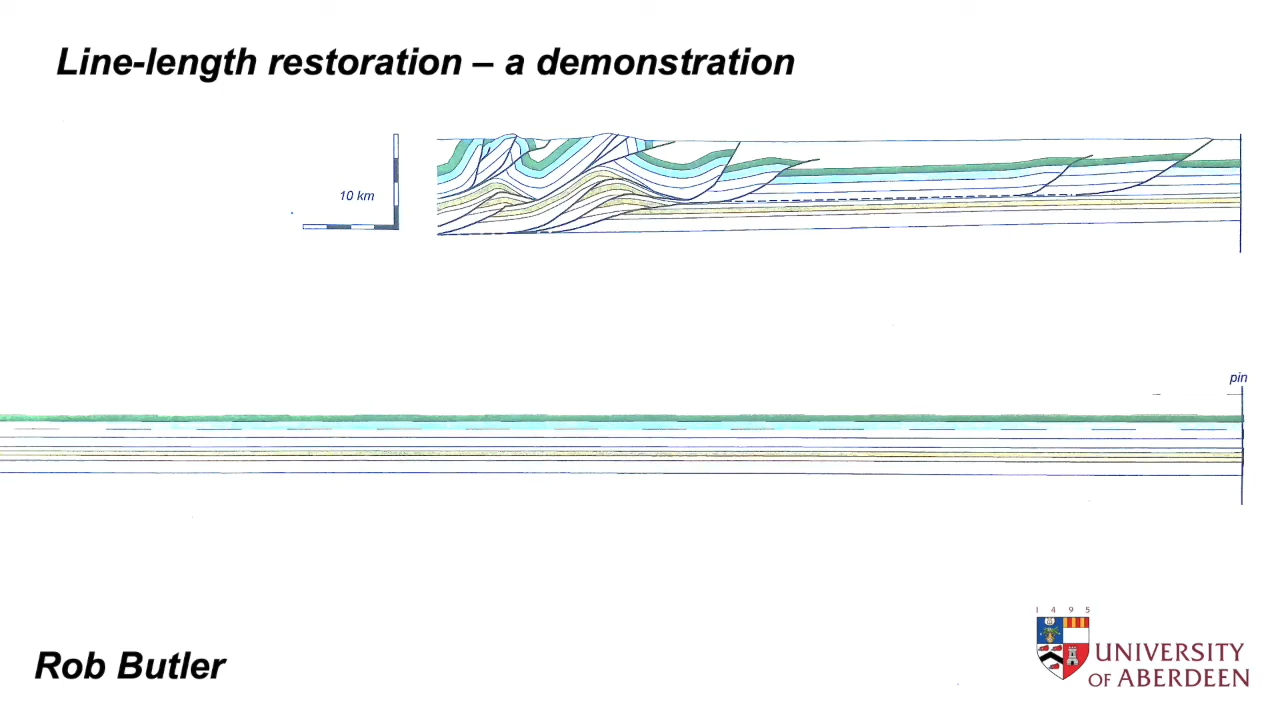 Line-length restoration – a demonstration
10 km
pin
Rob Butler
1 4 9 5
UNIVERSITY
OF ABERDEEN